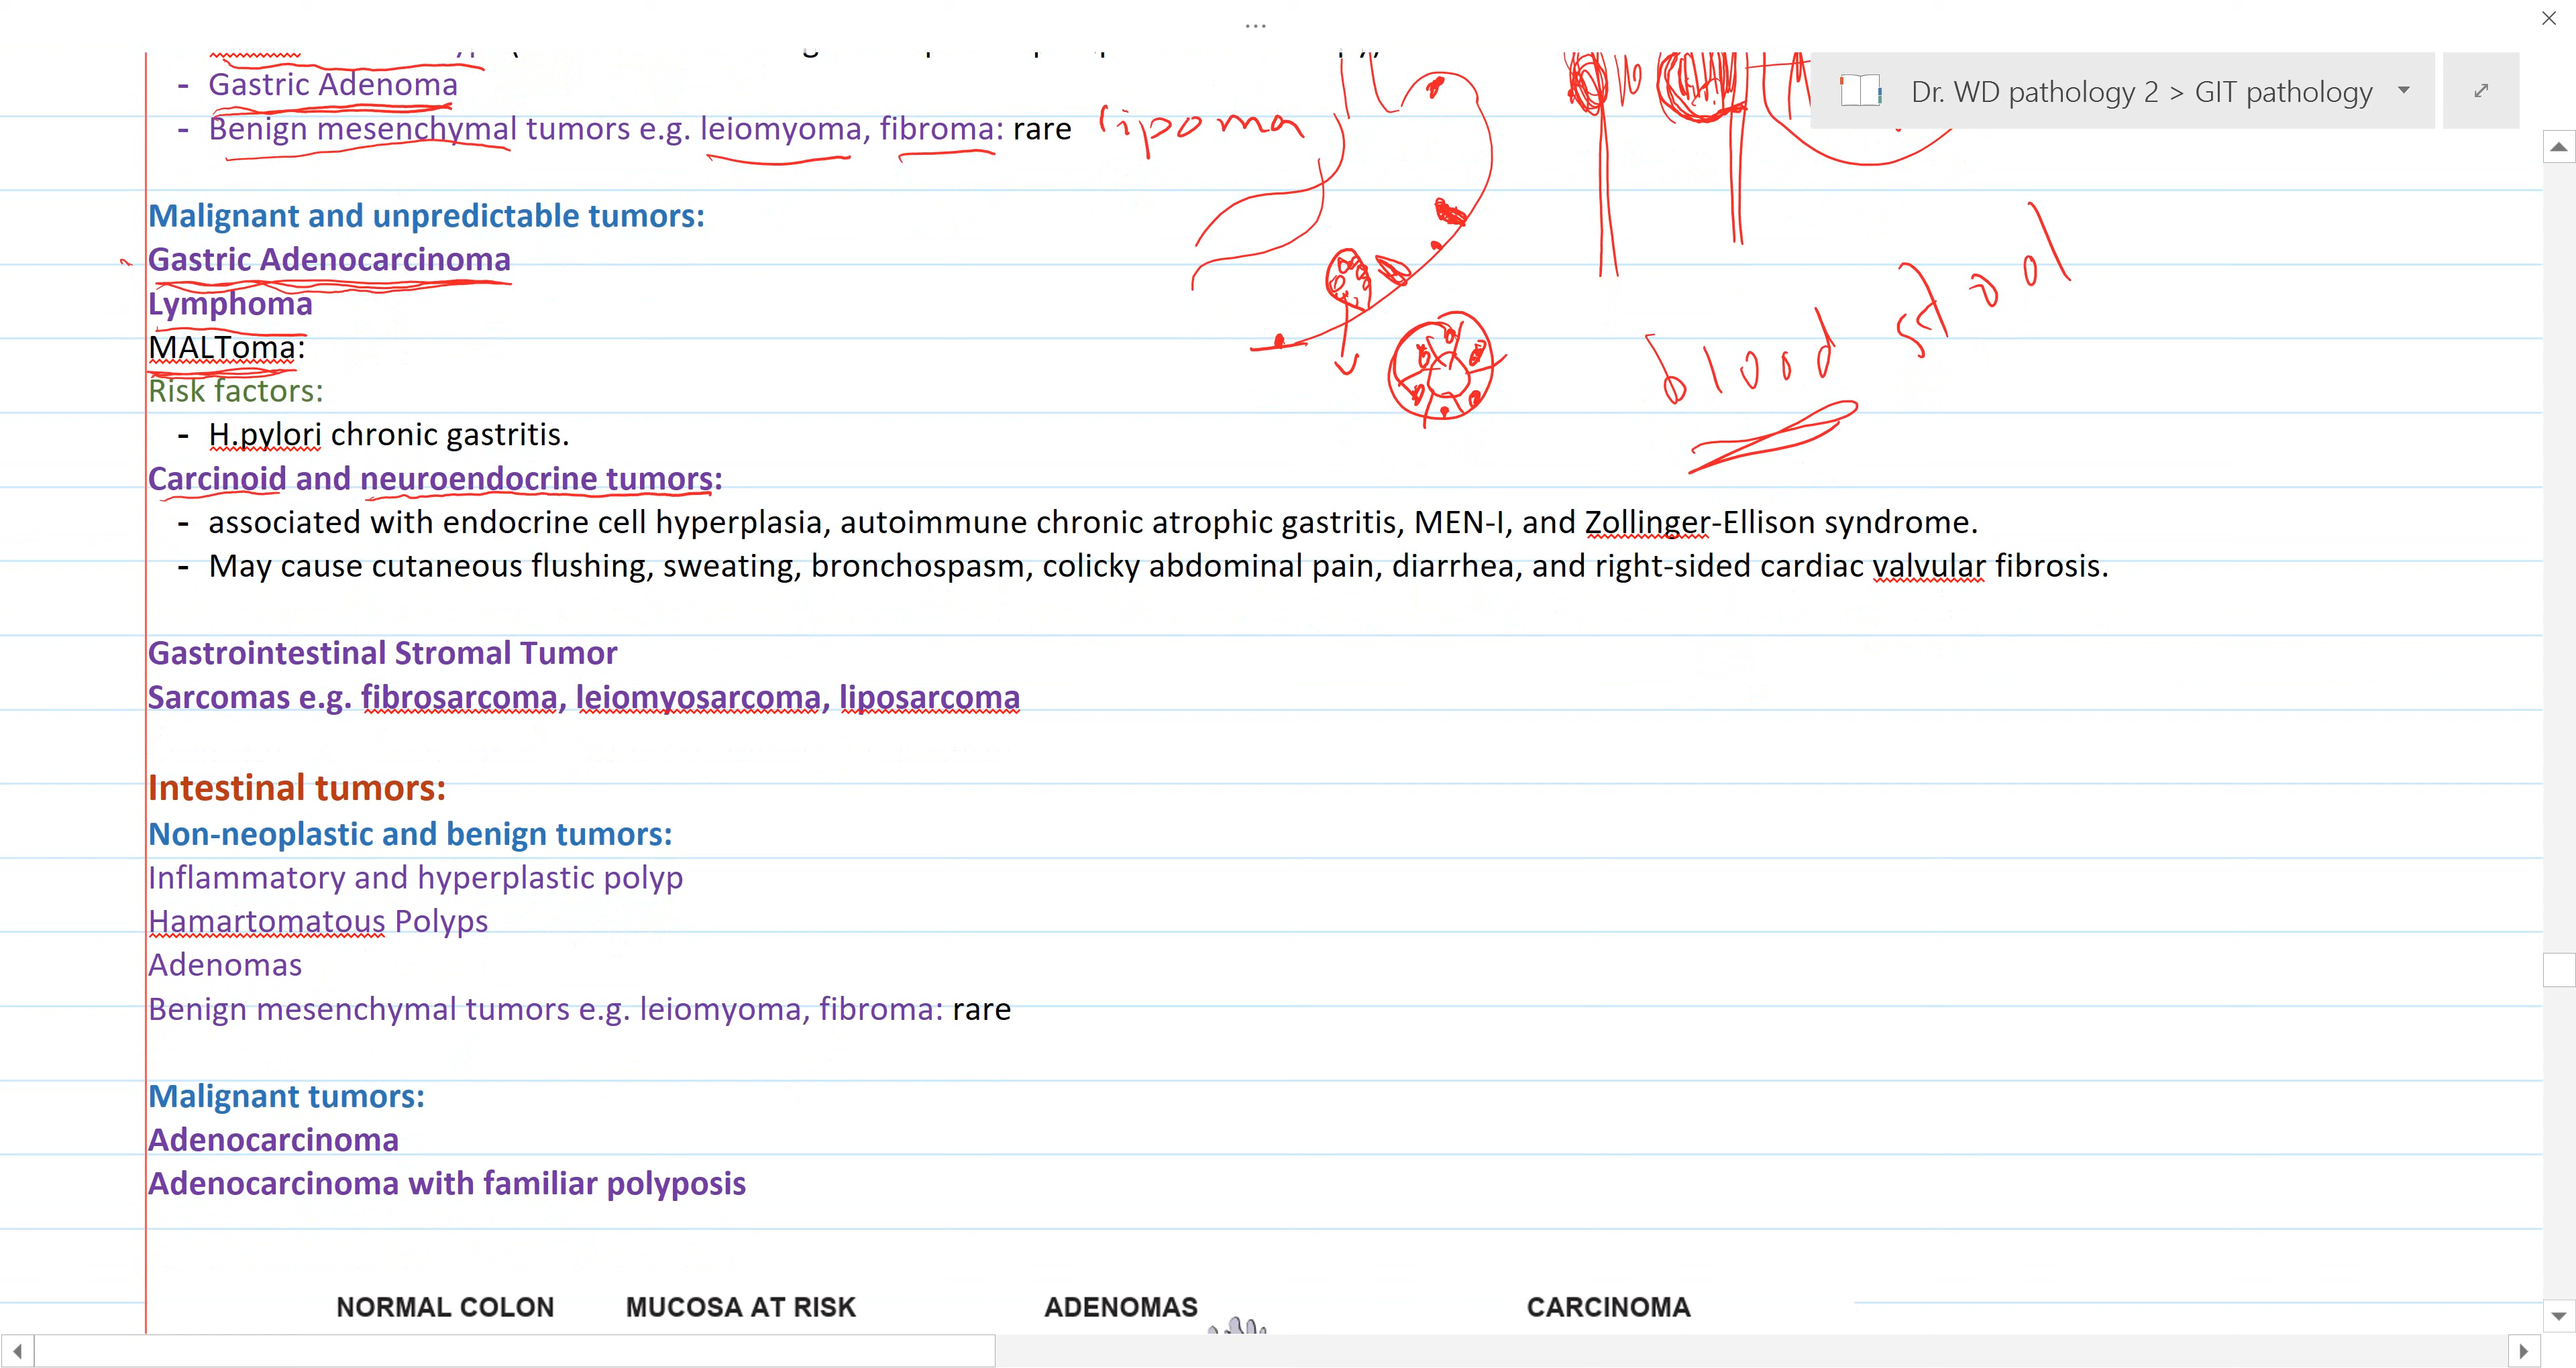 Dr. WD pathology 2 > GIT pathology
- Gastric Adenoma
- Benign mesenchymal tumors e.g. leiomyoma, fibroma: rare lipoma
Malignant and unpredictable tumors:
Gastric Adenocarcinoma
Lymphoma
MALToma:
Risk factors:
blood stool
- H.pylori chronic gastritis.
Carcinoid and neuroendocrine tumors:
- associated with endocrine cell hyperplasia, autoimmune chronic atrophic gastritis, MEN-I, and Zollinger-Ellison syndrome.
- May cause cutaneous flushing, sweating, bronchospasm, colicky abdominal pain, diarrhea, and right-sided cardiac valvular fibrosis.
Gastrointestinal Stromal Tumor
Sarcomas e.g. fibrosarcoma, leiomyosarcoma, liposarcoma
Intestinal tumors:
Non-neoplastic and benign tumors:
Inflammatory and hyperplastic polyp
Hamartomatous Polyps
Adenomas
Benign mesenchymal tumors e.g. leiomyoma, fibroma: rare
Malignant tumors:
Adenocarcinoma
Adenocarcinoma with familiar polyposis
NORMAL COLON MUCOSA AT RISK ADENOMAS CARCINOMA